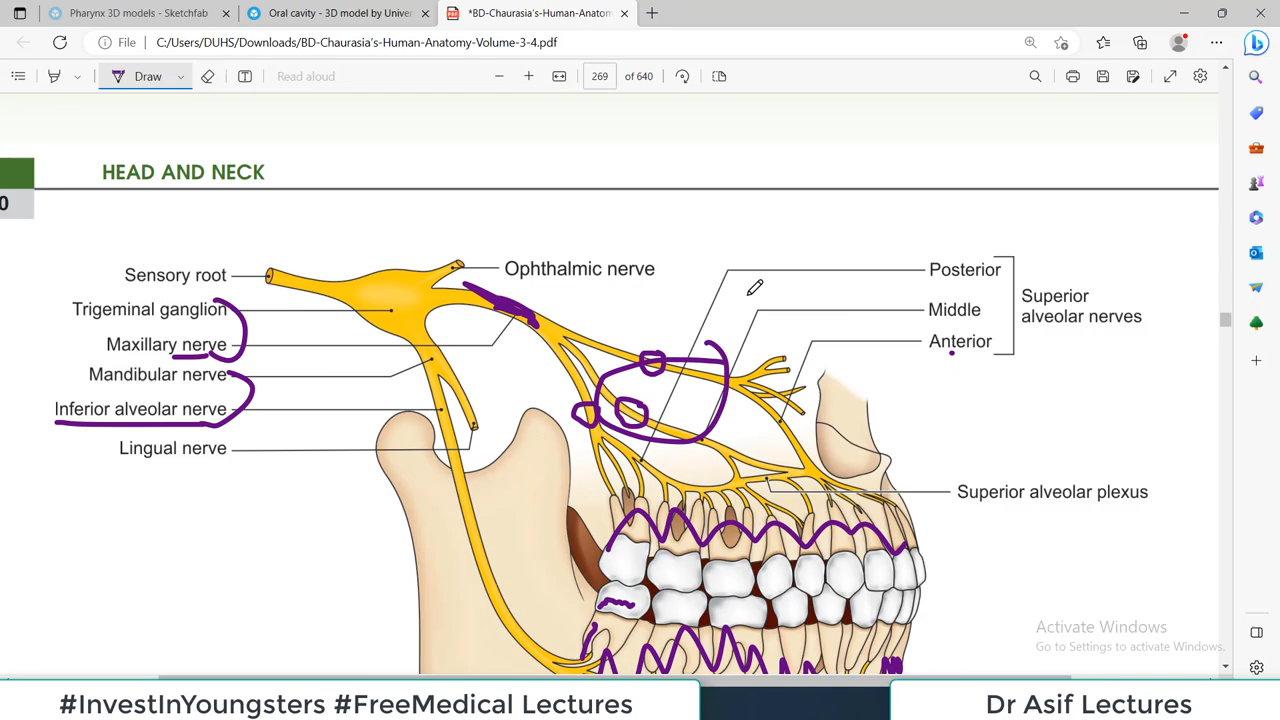 Pharynx 3D models - Sketchfab
Oral cavity - 3D model by Univer
*BD-Chaurasia's-Human-Anatom
File
C:/Users/DUHS/Downloads/BD-Chaurasia's-Human-Anatomy-Volume-3-4.pdf
Draw
Read aloud
269 of 640
HEAD AND NECK
0
Sensory root
Ophthalmic nerve
Posterior
Trigeminal ganglion
Superior
alveolar nerves
Middle
Maxillary nerve
Anterior
Mandibular nerve
Inferior alveolar nerve
Lingual nerve
Superior alveolar plexus
Activate Windows
Go to Settings to activate Windows.
#InvestInYoungsters #FreeMedical Lectures
Dr Asif Lectures